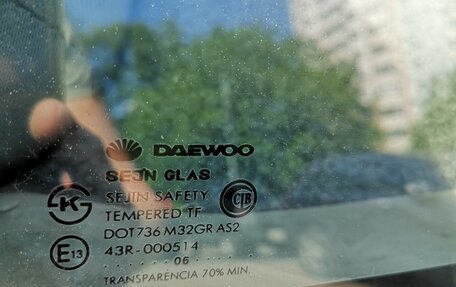 DAEWOO
SEJIN GLAS
SEJIN SAFETY
TEMPERED TF
DOT736 M32GR AS2
43R-000514
......06...
TRANSPARENCIA 70% MIN.
K
E13